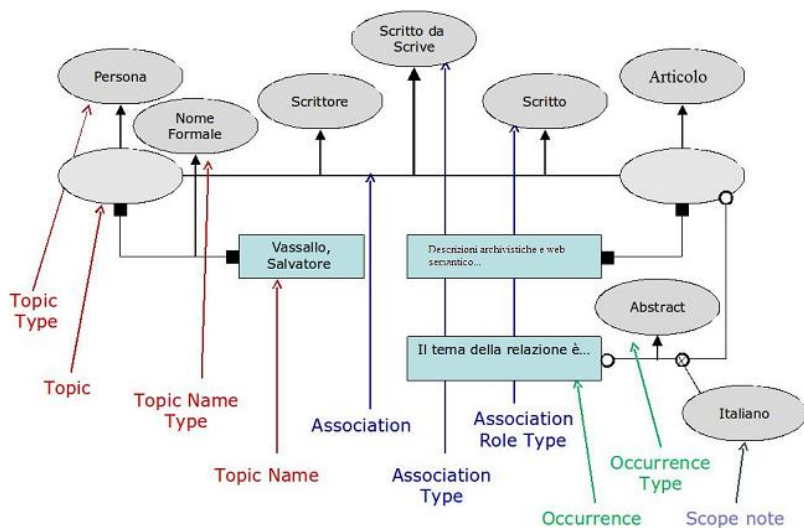 Scritto da
Scrive
Persona
Nome
Formale
Scrittore
Scritto
Articolo
Vassallo,
Salvatore
Descrizioni archivistiche e web
semantico...
Abstract
Il tema della relazione è...
Italiano
Topic
Type
Topic
Topic Name
Type
Topic Name
Association
Association
Type
Association
Role Type
Occurrence
Type
Occurrence
Scope note